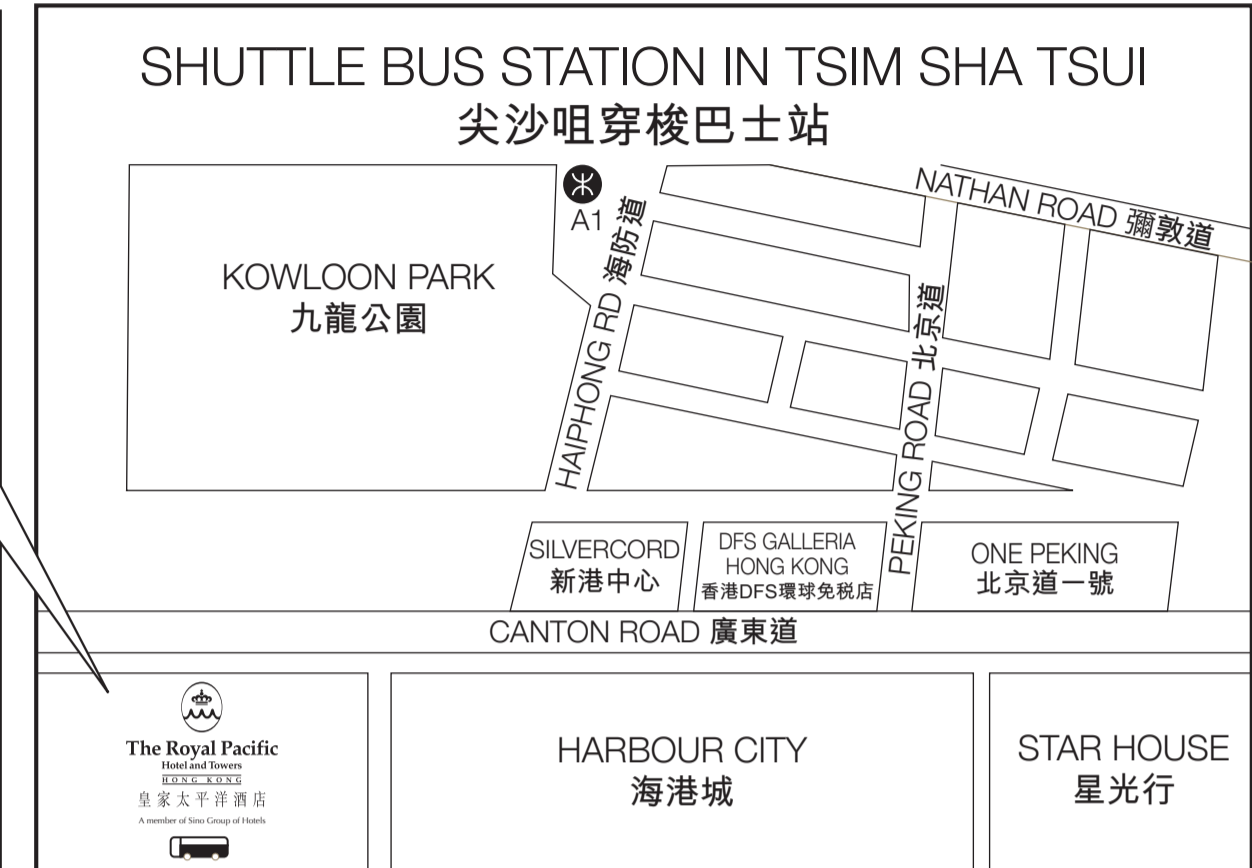 SHUTTLE BUS STATION IN TSIM SHA TSUI
尖沙咀穿梭巴士站
A1
NATHAN ROAD 彌敦道
KOWLOON PARK
九龍公園
HAIPHONG RD 海防道
PEKING ROAD 北京道
SILVERCORD
新港中心
DFS GALLERIA
HONG KONG
香港DFS環球免税店
ONE PEKING
北京道一號
CANTON ROAD 廣東道
The Royal Pacific
Hotel and Towers
HONG KONG
皇家太平洋酒店
A member of Sino Group of Hotels
HARBOUR CITY
海港城
STAR HOUSE
星光行